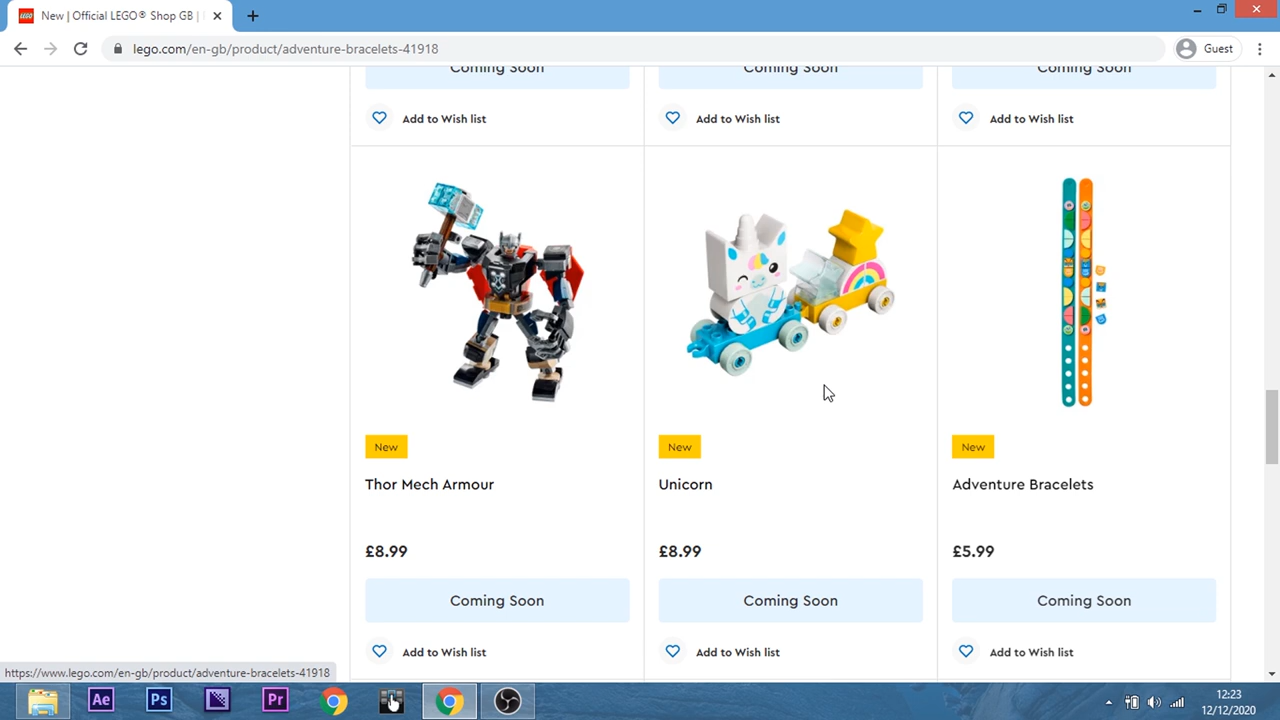 New | Official LEGO® Shop GB |
lego.com/en-gb/product/adventure-bracelets-41918
Guest
Coming Soon Coming Soon Coming Soon
Add to Wish list Add to Wish list Add to Wish list
New New New
Thor Mech Armour Unicorn Adventure Bracelets
£8.99 £8.99 £5.99
Coming Soon Coming Soon Coming Soon
Add to Wish list Add to Wish list Add to Wish list
https://www.lego.com/en-gb/product/adventure-bracelets-41918
Ae Ps Pr
12:23
12/12/2020